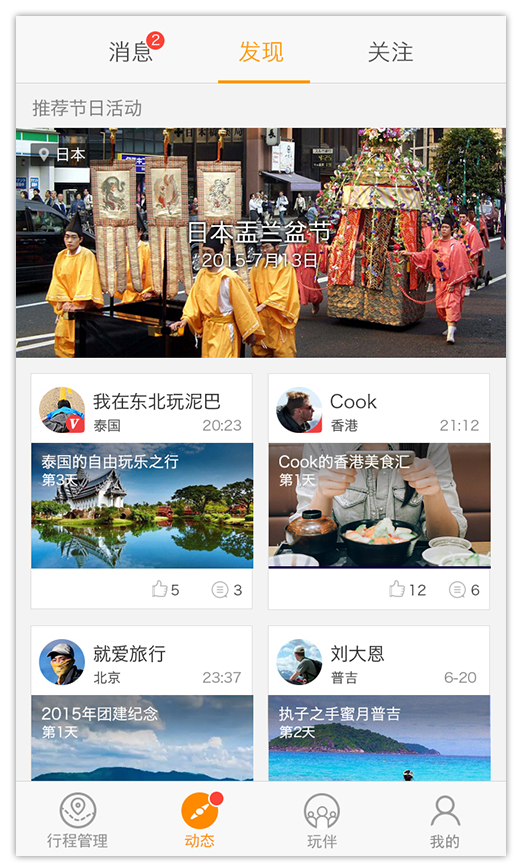 消息 2 发现 关注
推荐节日活动
日本
日本盂兰盆节
2015-7月13日
我在东北玩泥巴
泰国 20:23
泰国的自由玩乐之行
第3天
5 3
Cook
香港 21:12
Cook的香港美食汇
第1天
12 6
就爱旅行
北京 23:37
2015年团建纪念
第1天
刘大恩
普吉 6-20
执子之手蜜月普吉
第2天
行程管理 动态 玩伴 我的